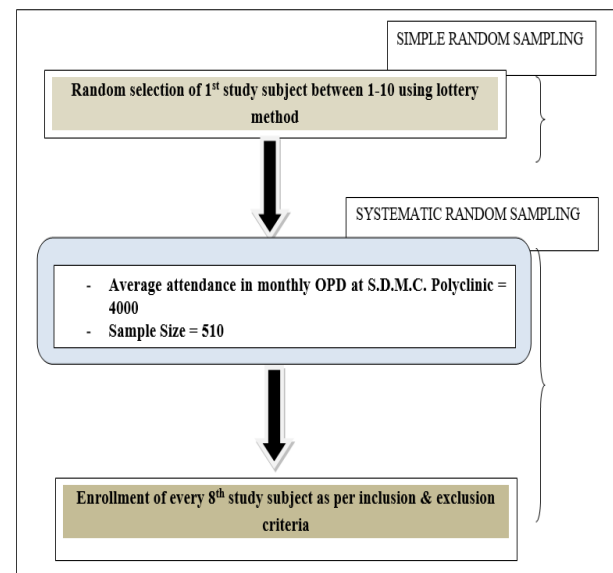 SIMPLE RANDOM SAMPLING
Random selection of 1st study subject between 1-10 using lottery
method
SYSTEMATIC RANDOM SAMPLING
- Average attendance in monthly OPD at S.D.M.C. Polyclinic =
4000
- Sample Size = 510
Enrollment of every 8th study subject as per inclusion & exclusion
criteria